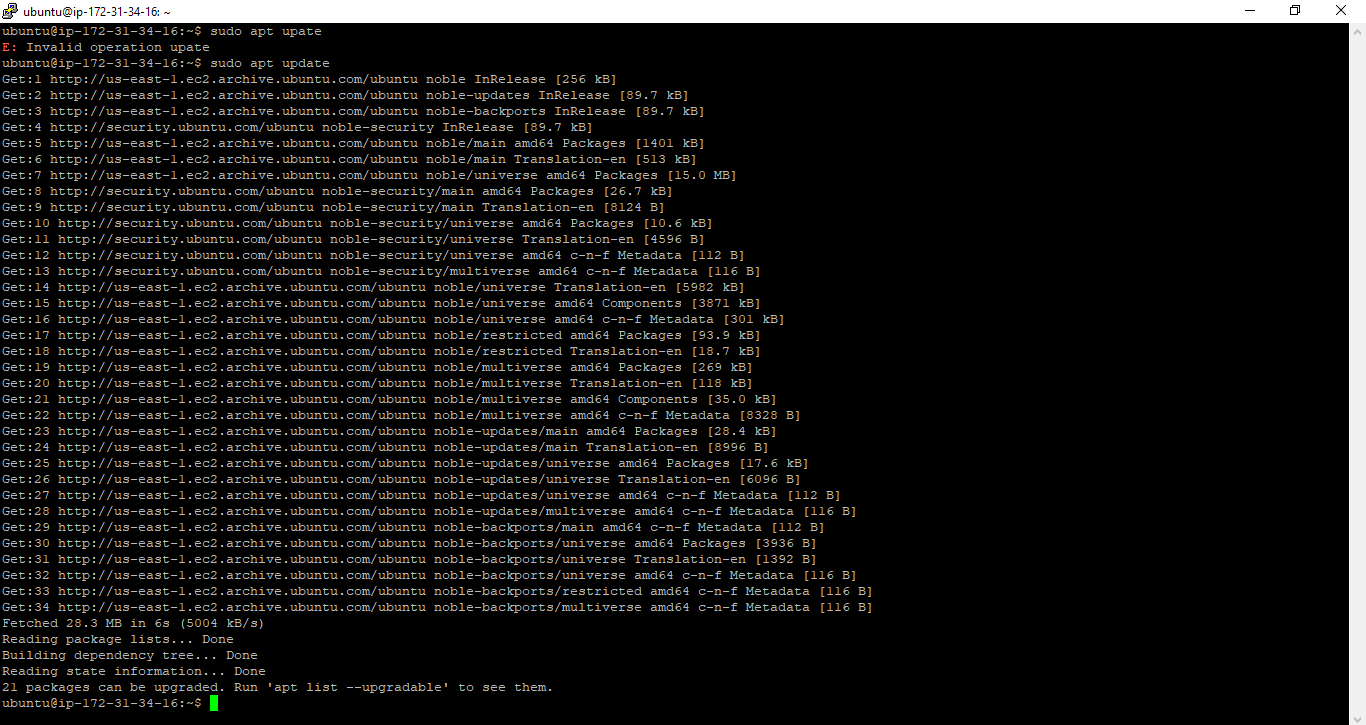 ubuntu@ip-172-31-34-16: ~
ubuntu@ip-172-31-34-16:~$ sudo apt upate
E: Invalid operation upate
ubuntu@ip-172-31-34-16:~$ sudo apt update
Get:1 http://us-east-1.ec2.archive.ubuntu.com/ubuntu noble InRelease [256 kB]
Get:2 http://us-east-1.ec2.archive.ubuntu.com/ubuntu noble-updates InRelease [89.7 kB]
Get:3 http://us-east-1.ec2.archive.ubuntu.com/ubuntu noble-backports InRelease [89.7 kB]
Get:4 http://security.ubuntu.com/ubuntu noble-security InRelease [89.7 kB]
Get:5 http://us-east-1.ec2.archive.ubuntu.com/ubuntu noble/main amd64 Packages [1401 kB]
Get:6 http://us-east-1.ec2.archive.ubuntu.com/ubuntu noble/main Translation-en [513 kB]
Get:7 http://us-east-1.ec2.archive.ubuntu.com/ubuntu noble/universe amd64 Packages [15.0 MB]
Get:8 http://security.ubuntu.com/ubuntu noble-security/main amd64 Packages [26.7 kB]
Get:9 http://security.ubuntu.com/ubuntu noble-security/main Translation-en [8124 B]
Get:10 http://security.ubuntu.com/ubuntu noble-security/universe amd64 Packages [10.6 kB]
Get:11 http://security.ubuntu.com/ubuntu noble-security/universe Translation-en [4596 B]
Get:12 http://security.ubuntu.com/ubuntu noble-security/universe amd64 c-n-f Metadata [112 B]
Get:13 http://security.ubuntu.com/ubuntu noble-security/multiverse amd64 c-n-f Metadata [116 B]
Get:14 http://us-east-1.ec2.archive.ubuntu.com/ubuntu noble/universe Translation-en [5982 kB]
Get:15 http://us-east-1.ec2.archive.ubuntu.com/ubuntu noble/universe amd64 Components [3871 kB]
Get:16 http://us-east-1.ec2.archive.ubuntu.com/ubuntu noble/universe amd64 c-n-f Metadata [301 kB]
Get:17 http://us-east-1.ec2.archive.ubuntu.com/ubuntu noble/restricted amd64 Packages [93.9 kB]
Get:18 http://us-east-1.ec2.archive.ubuntu.com/ubuntu noble/restricted Translation-en [18.7 kB]
Get:19 http://us-east-1.ec2.archive.ubuntu.com/ubuntu noble/multiverse amd64 Packages [269 kB]
Get:20 http://us-east-1.ec2.archive.ubuntu.com/ubuntu noble/multiverse Translation-en [118 kB]
Get:21 http://us-east-1.ec2.archive.ubuntu.com/ubuntu noble/multiverse amd64 Components [35.0 kB]
Get:22 http://us-east-1.ec2.archive.ubuntu.com/ubuntu noble/multiverse amd64 c-n-f Metadata [8328 B]
Get:23 http://us-east-1.ec2.archive.ubuntu.com/ubuntu noble-updates/main amd64 Packages [28.4 kB]
Get:24 http://us-east-1.ec2.archive.ubuntu.com/ubuntu noble-updates/main Translation-en [8996 B]
Get:25 http://us-east-1.ec2.archive.ubuntu.com/ubuntu noble-updates/universe amd64 Packages [17.6 kB]
Get:26 http://us-east-1.ec2.archive.ubuntu.com/ubuntu noble-updates/universe Translation-en [6096 B]
Get:27 http://us-east-1.ec2.archive.ubuntu.com/ubuntu noble-updates/universe amd64 c-n-f Metadata [112 B]
Get:28 http://us-east-1.ec2.archive.ubuntu.com/ubuntu noble-updates/multiverse amd64 c-n-f Metadata [116 B]
Get:29 http://us-east-1.ec2.archive.ubuntu.com/ubuntu noble-backports/main amd64 c-n-f Metadata [112 B]
Get:30 http://us-east-1.ec2.archive.ubuntu.com/ubuntu noble-backports/universe amd64 Packages [3936 B]
Get:31 http://us-east-1.ec2.archive.ubuntu.com/ubuntu noble-backports/universe Translation-en [1392 B]
Get:32 http://us-east-1.ec2.archive.ubuntu.com/ubuntu noble-backports/universe amd64 c-n-f Metadata [116 B]
Get:33 http://us-east-1.ec2.archive.ubuntu.com/ubuntu noble-backports/restricted amd64 c-n-f Metadata [116 B]
Get:34 http://us-east-1.ec2.archive.ubuntu.com/ubuntu noble-backports/multiverse amd64 c-n-f Metadata [116 B]
Fetched 28.3 MB in 6s (5004 kB/s)
Reading package lists... Done
Building dependency tree... Done
Reading state information... Done
21 packages can be upgraded. Run 'apt list --upgradable' to see them.
ubuntu@ip-172-31-34-16:~$